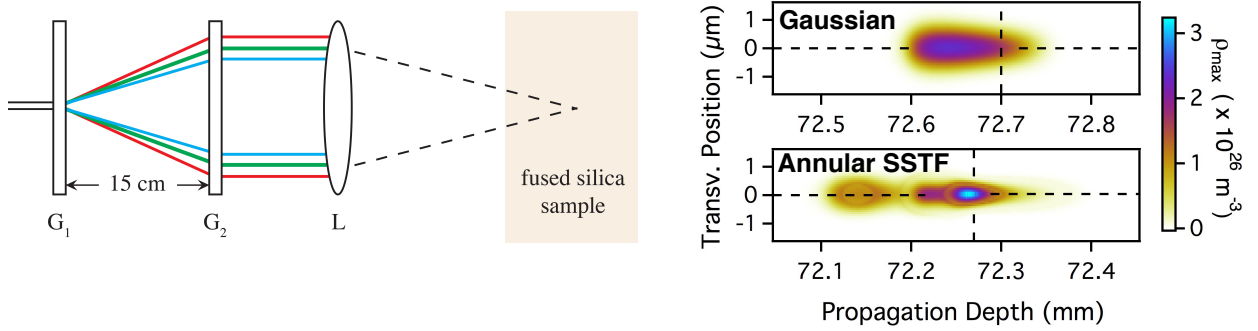 15 cm
G1
G2
L
fused silica
sample
Gaussian
1
0
-1
72.5 72.6 72.7 72.8
Annular SSTF
1
0
-1
72.1 72.2 72.3 72.4
Transv. Position (μm)
Propagation Depth (mm)
3
2
1
0
ρmax ( x 10^26 m^-3)